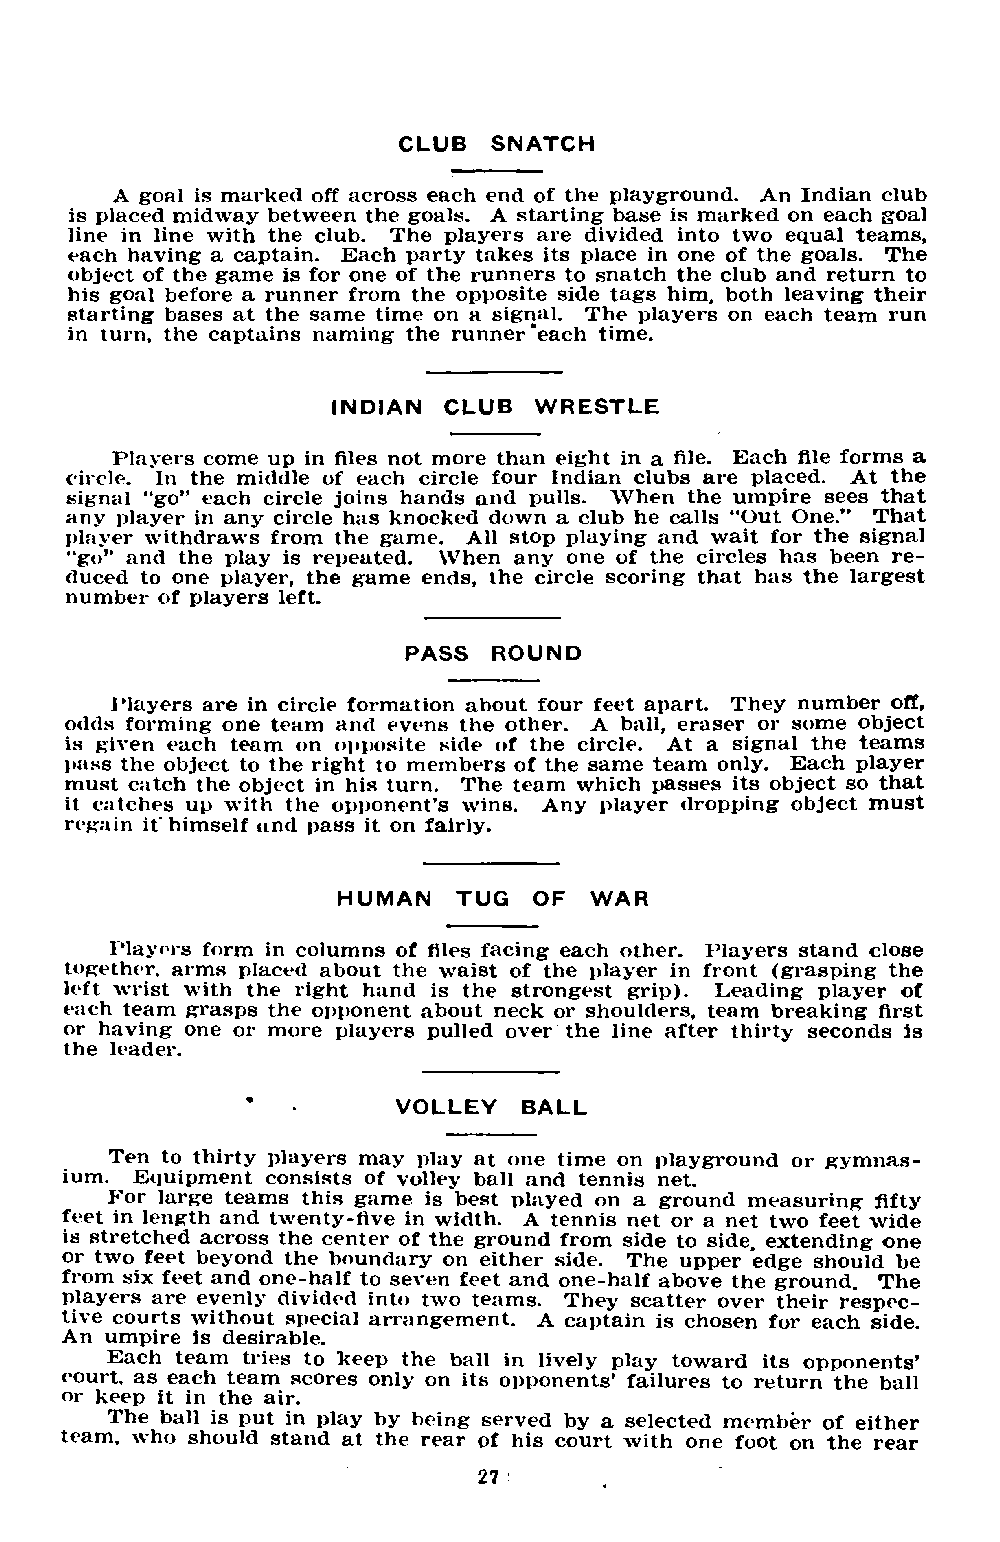 CLUB SNATCH
A goal is marked off across each end of the playground. An Indian club
is placed midway between the goals. A starting base is marked on each goal
line in line with the club. The players are divided into two equal teams,
each having a captain. Each party takes its place in one of the goals. The
object of the game is for one of the runners to snatch the club and return to
his goal before a runner from the opposite side tags him, both leaving their
starting bases at the same time on a signal. The players on each team run
in turn, the captains naming the runner each time.
INDIAN CLUB WRESTLE
Players come up in files not more than eight in a file. Each file forms a
circle. In the middle of each circle four Indian clubs are placed. At the
signal "go" each circle joins hands and pulls. When the umpire sees that
any player in any circle has knocked down a club he calls "Out One." That
player withdraws from the game. All stop playing and wait for the signal
"go" and the play is repeated. When any one of the circles has been re-
duced to one player, the game ends, the circle scoring that has the largest
number of players left.
PASS ROUND
Players are in circle formation about four feet apart. They number off,
odds forming one team and evens the other. A ball, eraser or some object
is given each team on opposite side of the circle. At a signal the teams
pass the object to the right to members of the same team only. Each player
must catch the object in his turn. The team which passes its object so that
it catches up with the opponent's wins. Any player dropping object must
regain it himself and pass it on fairly.
HUMAN TUG OF WAR
Players form in columns of files facing each other. Players stand close
together, arms placed about the waist of the player in front (grasping the
left wrist with the right hand is the strongest grip). Leading player of
each team grasps the opponent about neck or shoulders, team breaking first
or having one or more players pulled over the line after thirty seconds is
the leader.
VOLLEY BALL
Ten to thirty players may play at one time on playground or gymnas-
ium. Equipment consists of volley ball and tennis net.
For large teams this game is best played on a ground measuring fifty
feet in length and twenty-five in width. A tennis net or a net two feet wide
is stretched across the center of the ground from side to side, extending one
or two feet beyond the boundary on either side. The upper edge should be
from six feet and one-half to seven feet and one-half above the ground. The
players are evenly divided into two teams. They scatter over their respec-
tive courts without special arrangement. A captain is chosen for each side.
An umpire is desirable.
Each team tries to keep the ball in lively play toward its opponents'
court, as each team scores only on its opponents' failures to return the ball
or keep it in the air.
The ball is put in play by being served by a selected member of either
team, who should stand at the rear of his court with one foot on the rear
27